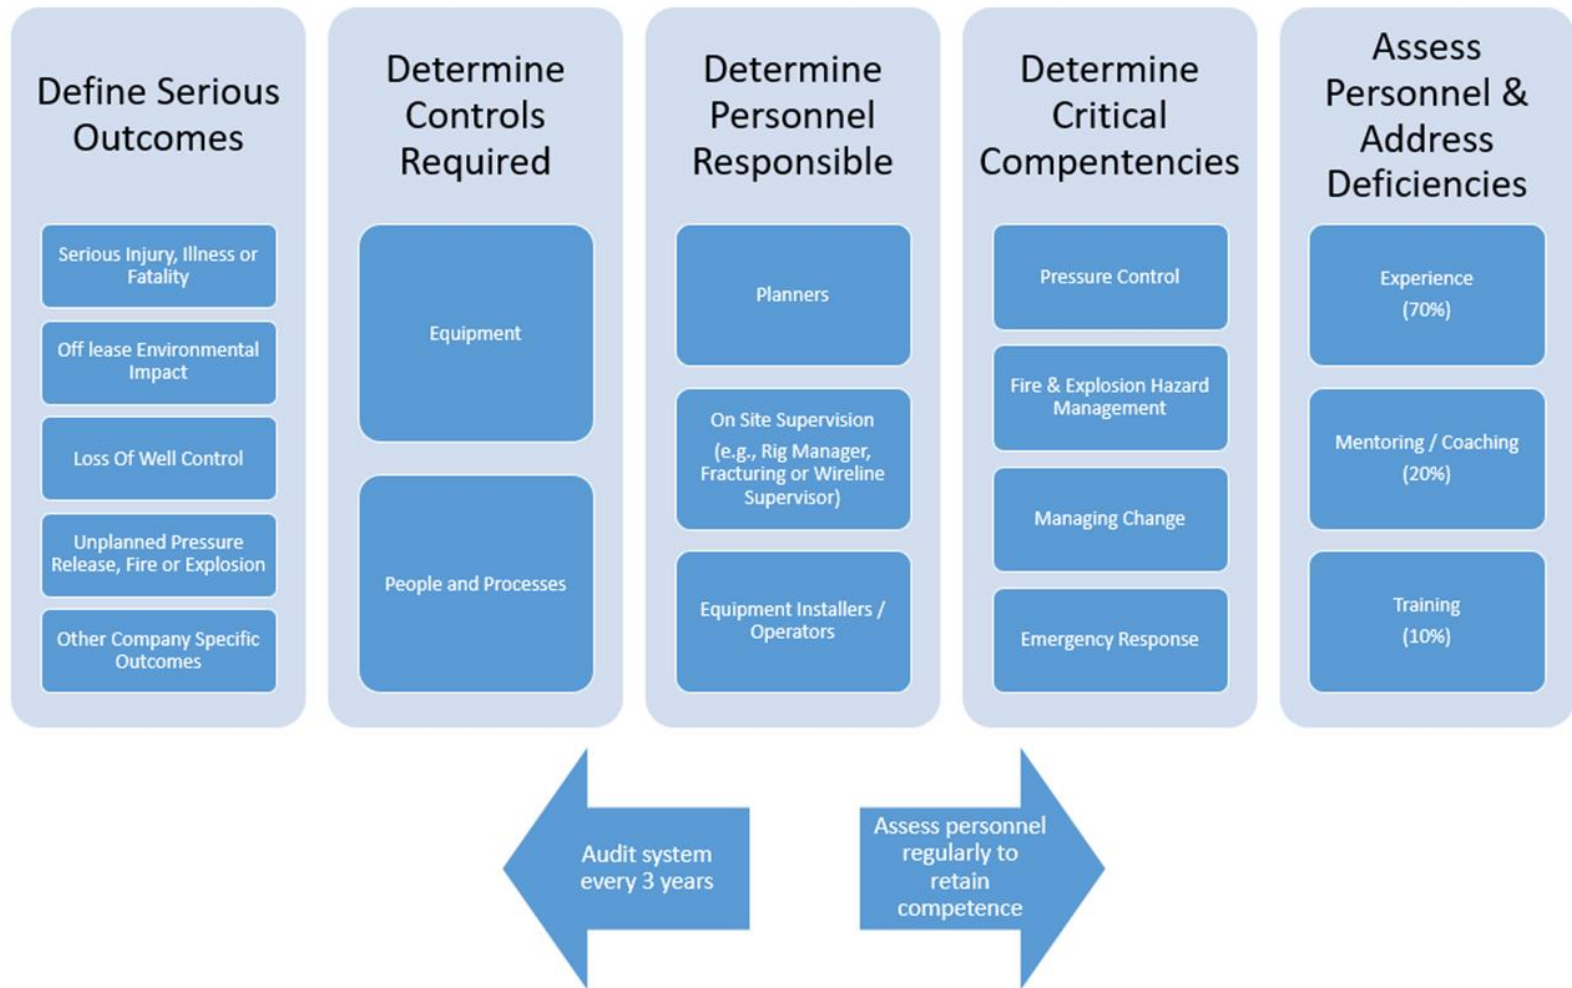 Define Serious
Outcomes
Serious Injury, Illness or
Fatality
Off lease Environmental
Impact
Loss Of Well Control
Unplanned Pressure
Release, Fire or Explosion
Other Company Specific
Outcomes
Determine
Controls
Required
Equipment
People and Processes
Determine
Personnel
Responsible
Planners
On Site Supervision
(e.g., Rig Manager,
Fracturing or Wireline
Supervisor)
Equipment Installers /
Operators
Determine
Critical
Compentencies
Pressure Control
Fire & Explosion Hazard
Management
Managing Change
Emergency Response
Assess
Personnel &
Address
Deficiencies
Experience
(70%)
Mentoring / Coaching
(20%)
Training
(10%)
Audit system
every 3 years
Assess personnel
regularly to
retain
competence